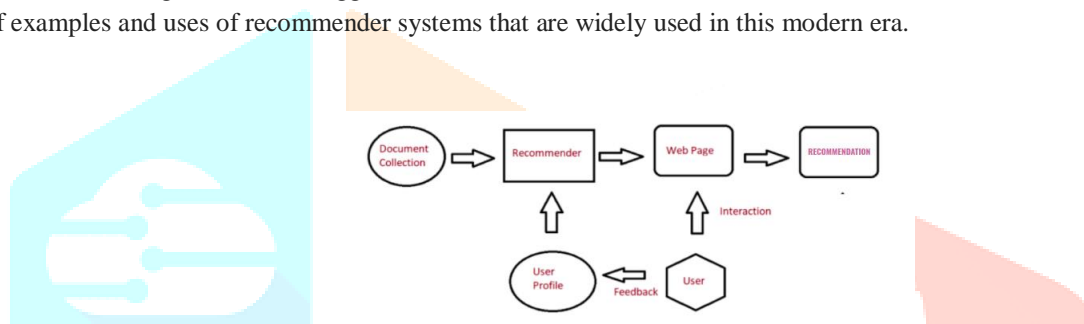 examples and uses of recommender systems that are widely used in this modern era.
Document
Collection
Recommender
Web Page
RECOMMENDATION
Interaction
User
Profile
Feedback
User